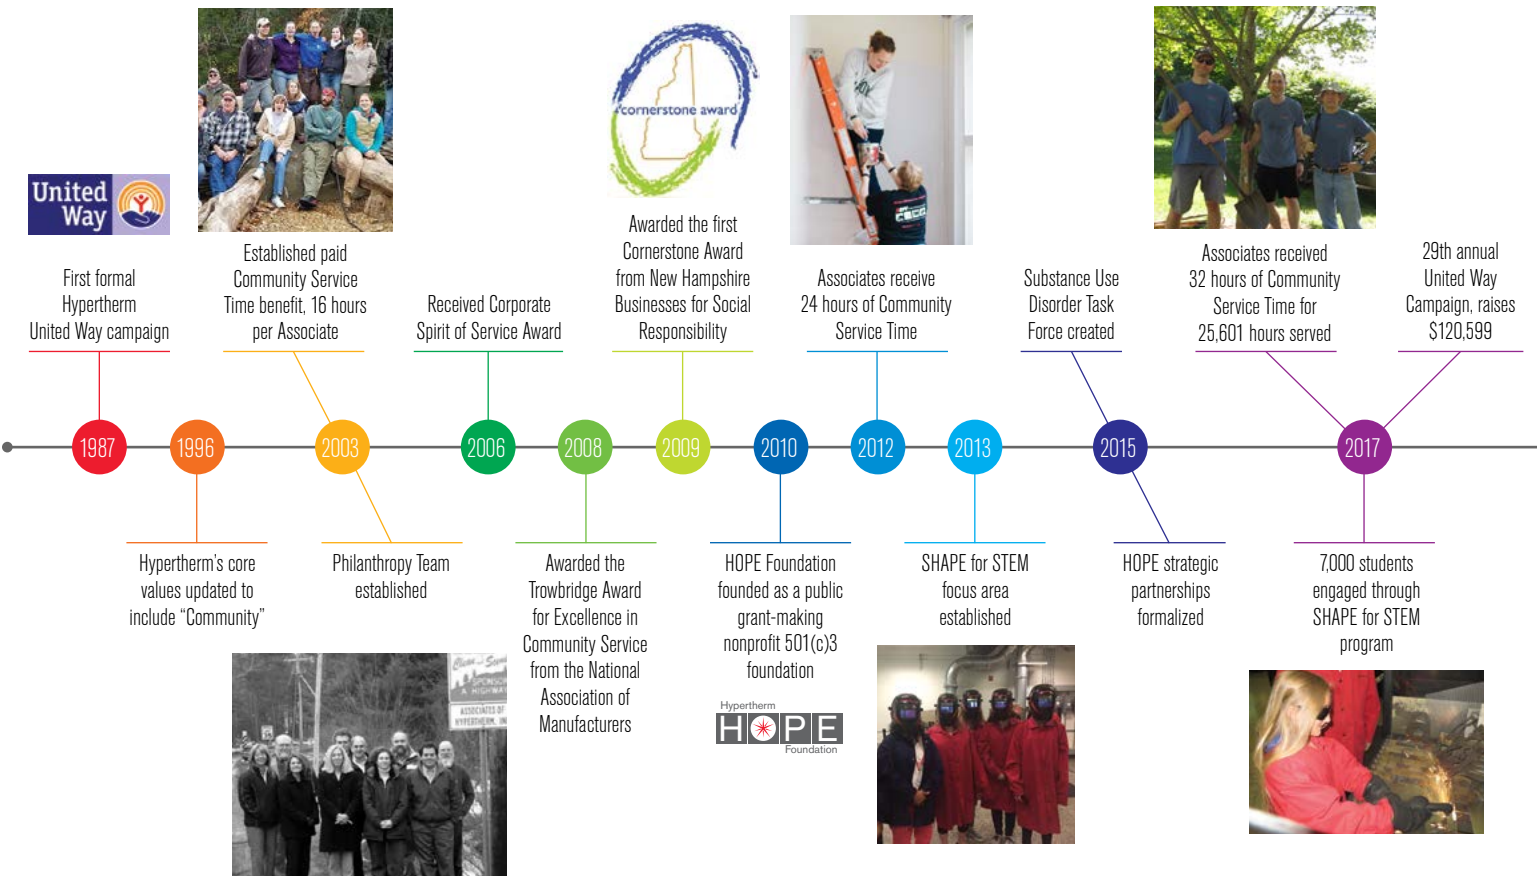 United
Way
First formal
Hypertherm
United Way campaign
Established paid
Community Service
Time benefit, 16 hours
per Associate
Received Corporate
Spirit of Service Award
cornerstone award
Awarded the first
Cornerstone Award
from New Hampshire
Businesses for Social
Responsibility
Associates receive
24 hours of Community
Service Time
Substance Use
Disorder Task
Force created
Associates received
32 hours of Community
Service Time for
25,601 hours served
29th annual
United Way
Campaign, raises
$120,599
1987
1996
2003
2006
2008
2009
2010
2012
2013
2015
2017
Hypertherm’s core
values updated to
include “Community”
Philanthropy Team
established
Awarded the
Trowbridge Award
for Excellence in
Community Service
from the National
Association of
Manufacturers
HOPE Foundation
founded as a public
grant-making
nonprofit 501(c)3
foundation
SHAPE for STEM
focus area
established
HOPE strategic
partnerships
formalized
7,000 students
engaged through
SHAPE for STEM
program
SPONSOR
A HIGHWAY
ASSOCIATES OF
HYPERTHERM, IN
Hypertherm
HOPE
Foundation